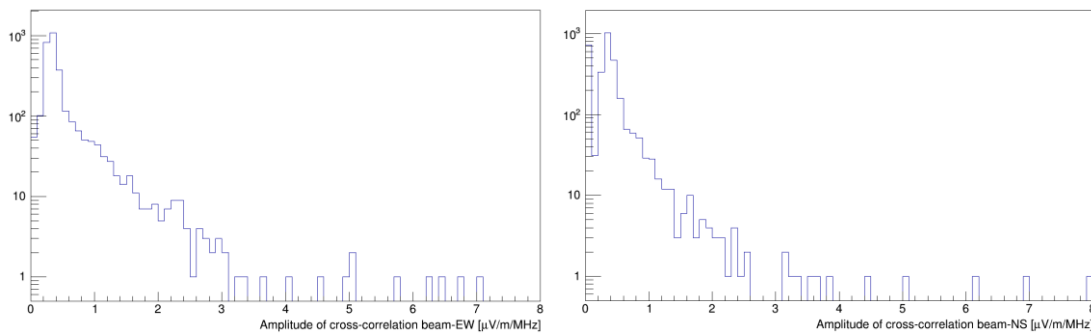 10³
10²
10
1
0 1 2 3 4 5 6 7 8
Amplitude of cross-correlation beam-EW [μV/m/MHz]
10³
10²
10
1
0 1 2 3 4 5 6 7 8
Amplitude of cross-correlation beam-NS [μV/m/MHz]